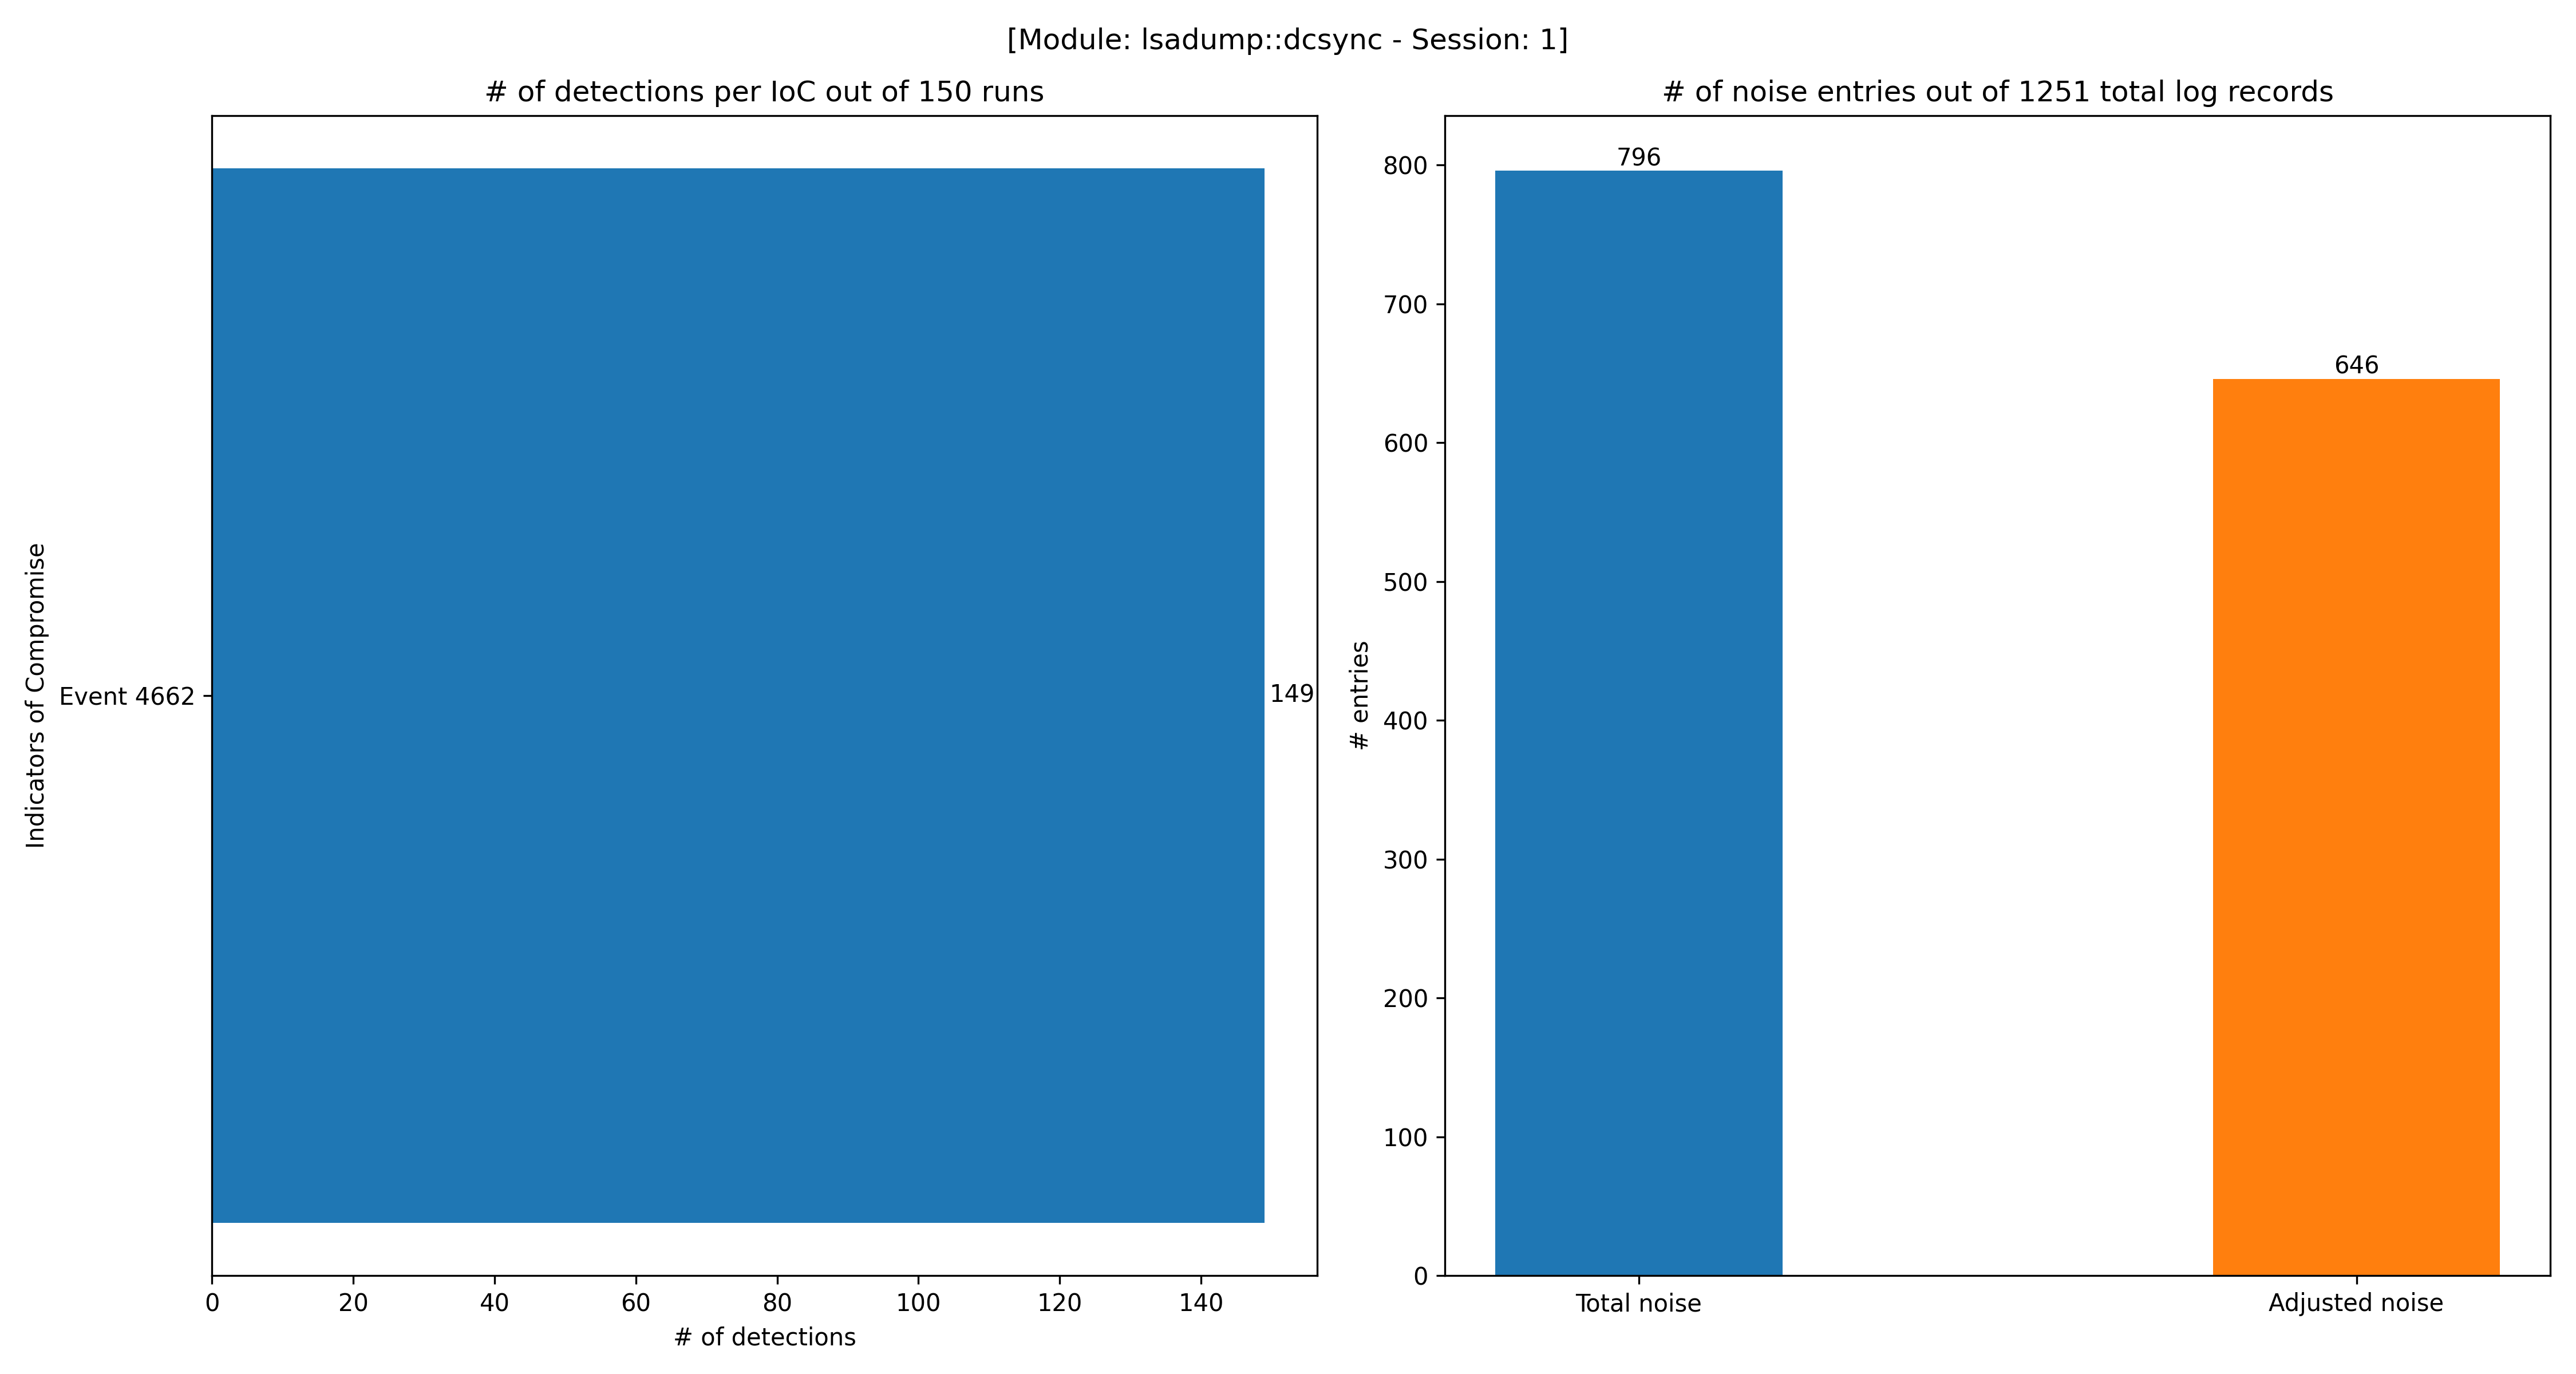 [Module: lsadump::dcsync - Session: 1]
# of detections per IoC out of 150 runs
Indicators of Compromise
Event 4662
149
0 20 40 60 80 100 120 140
# of detections
# of noise entries out of 1251 total log records
# entries
800
700
600
500
400
300
200
100
0
796
646
Total noise Adjusted noise